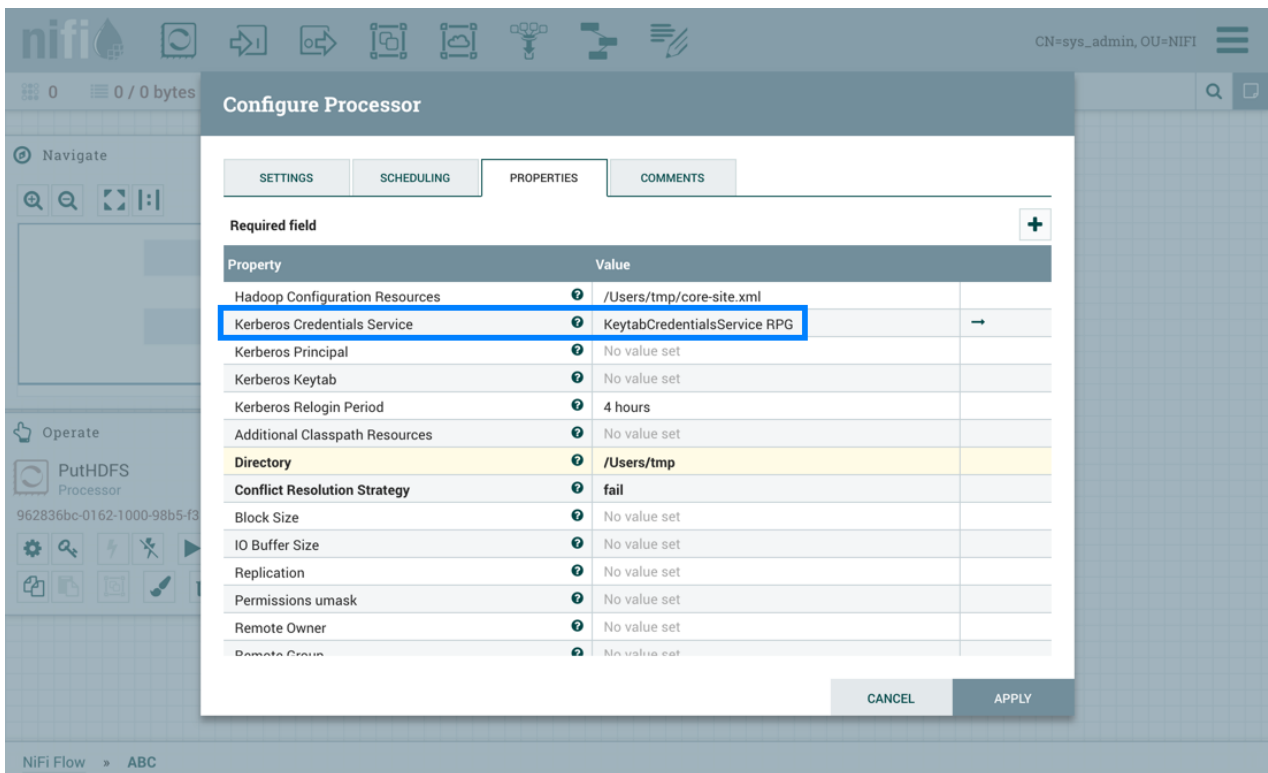 nifi
CN=sys_admin, OU=NIFI
0 0 / 0 bytes
Configure Processor
Navigate
SETTINGS SCHEDULING PROPERTIES COMMENTS
Required field
Property Value
Hadoop Configuration Resources /Users/tmp/core-site.xml
Kerberos Credentials Service KeytabCredentialsService RPG
Kerberos Principal No value set
Kerberos Keytab No value set
Kerberos Relogin Period 4 hours
Operate
Additional Classpath Resources No value set
PutHDFS
Processor
Directory /Users/tmp
Conflict Resolution Strategy fail
962836bc-0162-1000-98b5-f3
Block Size No value set
IO Buffer Size No value set
Replication No value set
Permissions umask No value set
Remote Owner No value set
Remote Group No value set
CANCEL APPLY
NiFi Flow » ABC